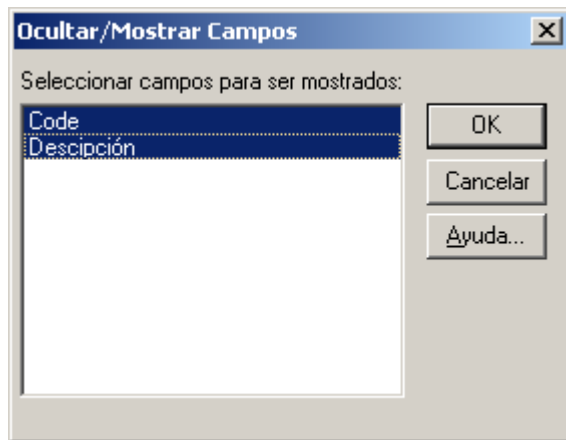 Ocultar/Mostrar Campos
Seleccionar campos para ser mostrados:
Code
Descipción
OK
Cancelar
Ayuda...